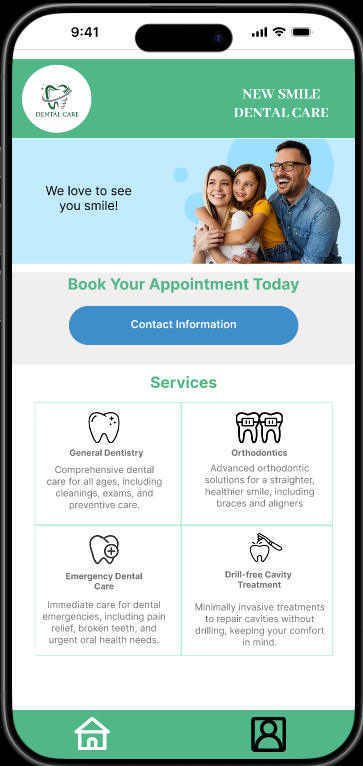 9:41
DENTAL CARE
NEW SMILE
DENTAL CARE
We love to see
you smile!
Book Your Appointment Today
Contact Information
Services
General Dentistry
Comprehensive dental
care for all ages, including
cleanings, exams, and
preventive care.
Orthodontics
Advanced orthodontic
solutions for a straighter,
healthier smile, including
braces and aligners
Emergency Dental
Care
Immediate care for dental
emergencies, including pain
relief, broken teeth, and
urgent oral health needs.
Drill-free Cavity
Treatment
Minimally invasive treatments
to repair cavities without
drilling, keeping your comfort
in mind.